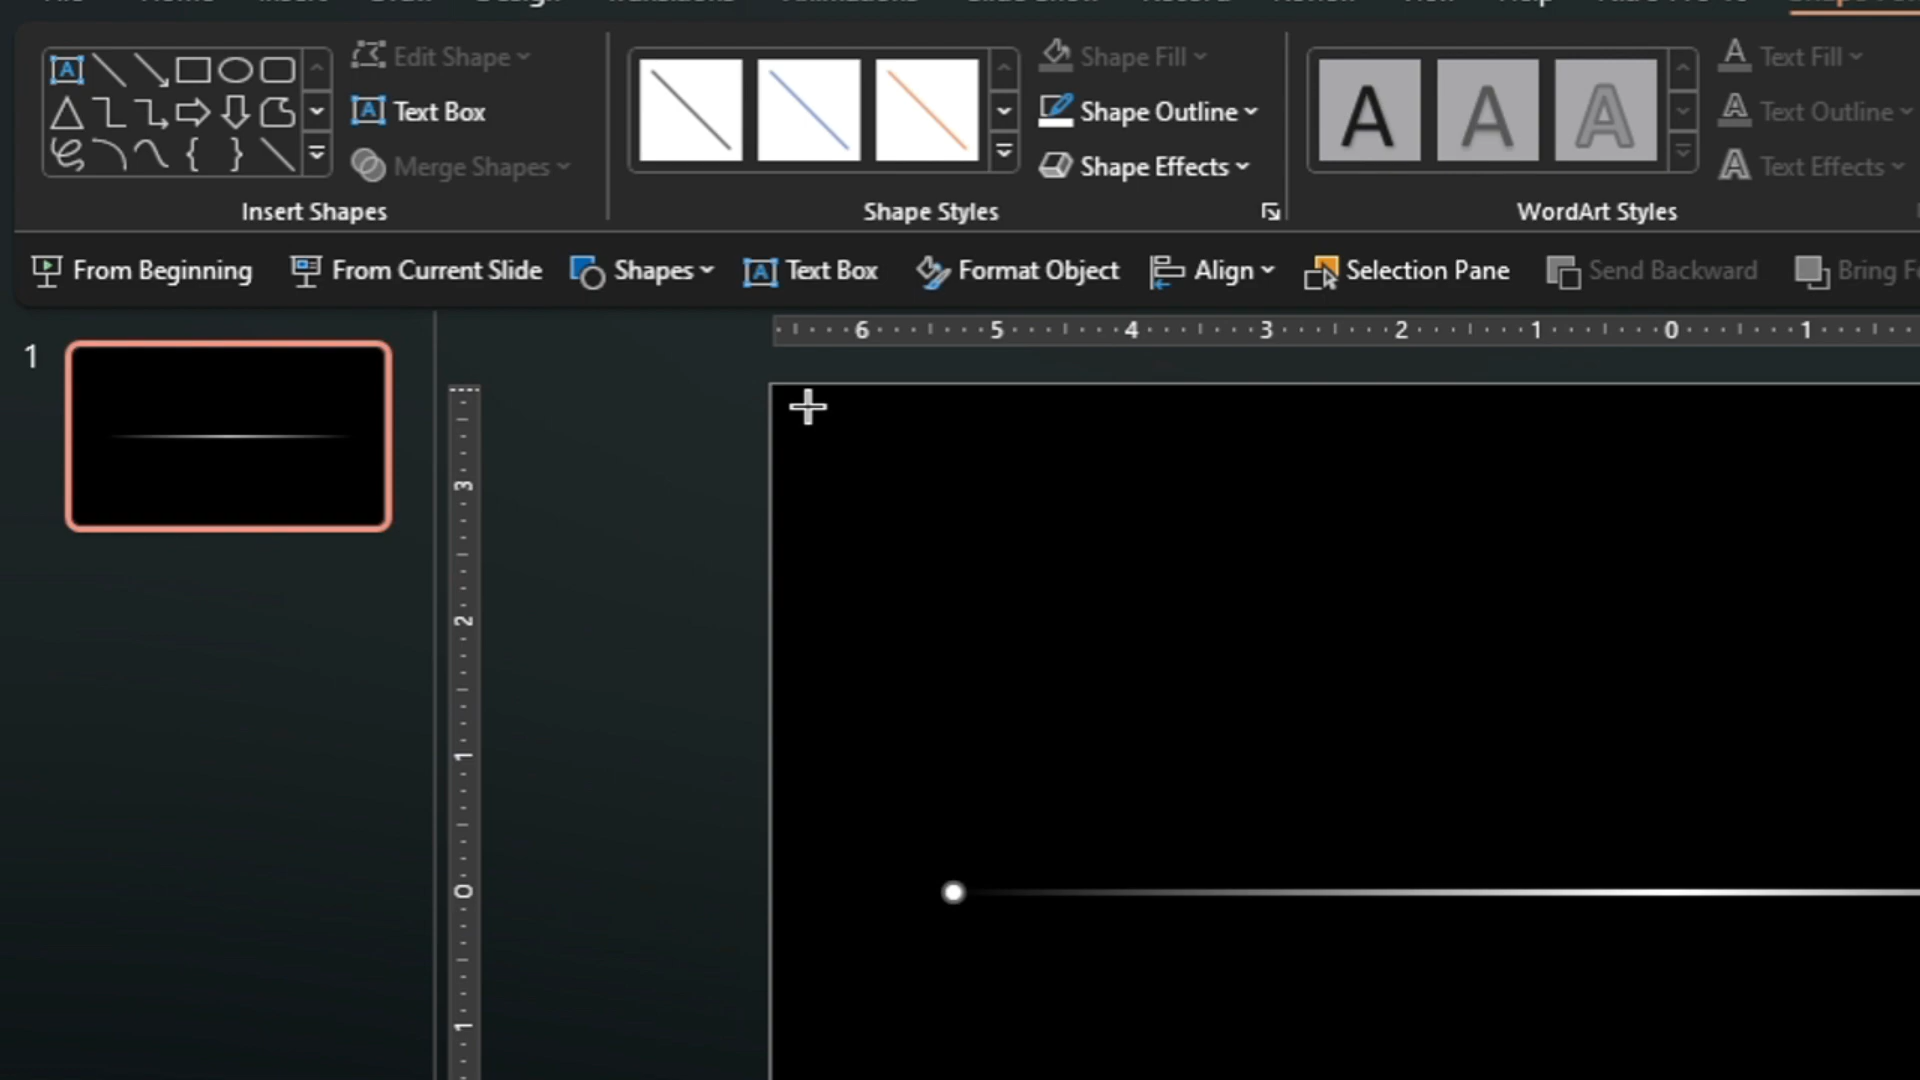 Edit Shape
Text Box
Merge Shapes
Insert Shapes
Shape Fill
Shape Outline
Shape Effects
Shape Styles
A A A
Text Fill
Text Outline
Text Effects
WordArt Styles
From Beginning From Current Slide Shapes Text Box Format Object Align Selection Pane Send Backward Bring
1
6 5 4 3 2 1 0 1
3
2
1
0
1